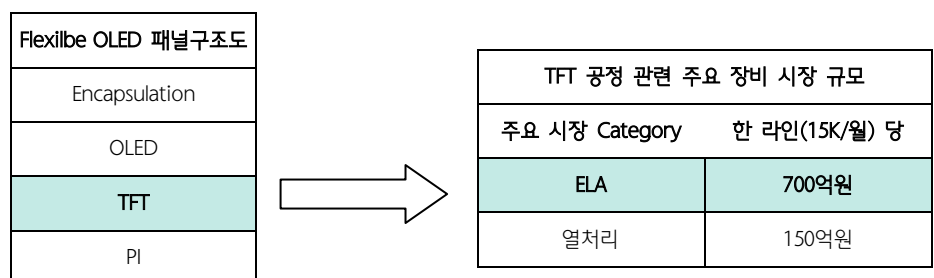 Flexilbe OLED 패널구조도
Encapsulation
OLED
TFT
PI
TFT 공정 관련 주요 장비 시장 규모
주요 시장 Category 한 라인(15K/월) 당
ELA 700억원
열처리 150억원